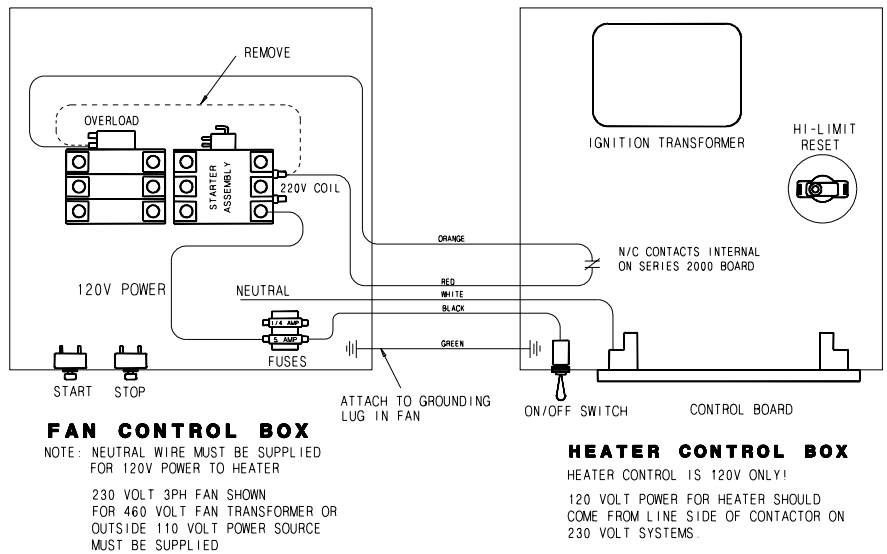 REMOVE
OVERLOAD
STARTER
ASSEMBLY
220V COIL
120V POWER
NEUTRAL
1/4 AMP
5 AMP
FUSES
START
STOP
ORANGE
RED
WHITE
BLACK
GREEN
ATTACH TO GROUNDING
LUG IN FAN
IGNITION TRANSFORMER
HI-LIMIT
RESET
N/C CONTACTS INTERNAL
ON SERIES 2000 BOARD
ON/OFF SWITCH
CONTROL BOARD
FAN CONTROL BOX
NOTE: NEUTRAL WIRE MUST BE SUPPLIED
FOR 120V POWER TO HEATER
230 VOLT 3PH FAN SHOWN
FOR 460 VOLT FAN TRANSFORMER OR
OUTSIDE 110 VOLT POWER SOURCE
MUST BE SUPPLIED
HEATER CONTROL BOX
HEATER CONTROL IS 120V ONLY!
120 VOLT POWER FOR HEATER SHOULD
COME FROM LINE SIDE OF CONTACTOR ON
230 VOLT SYSTEMS.